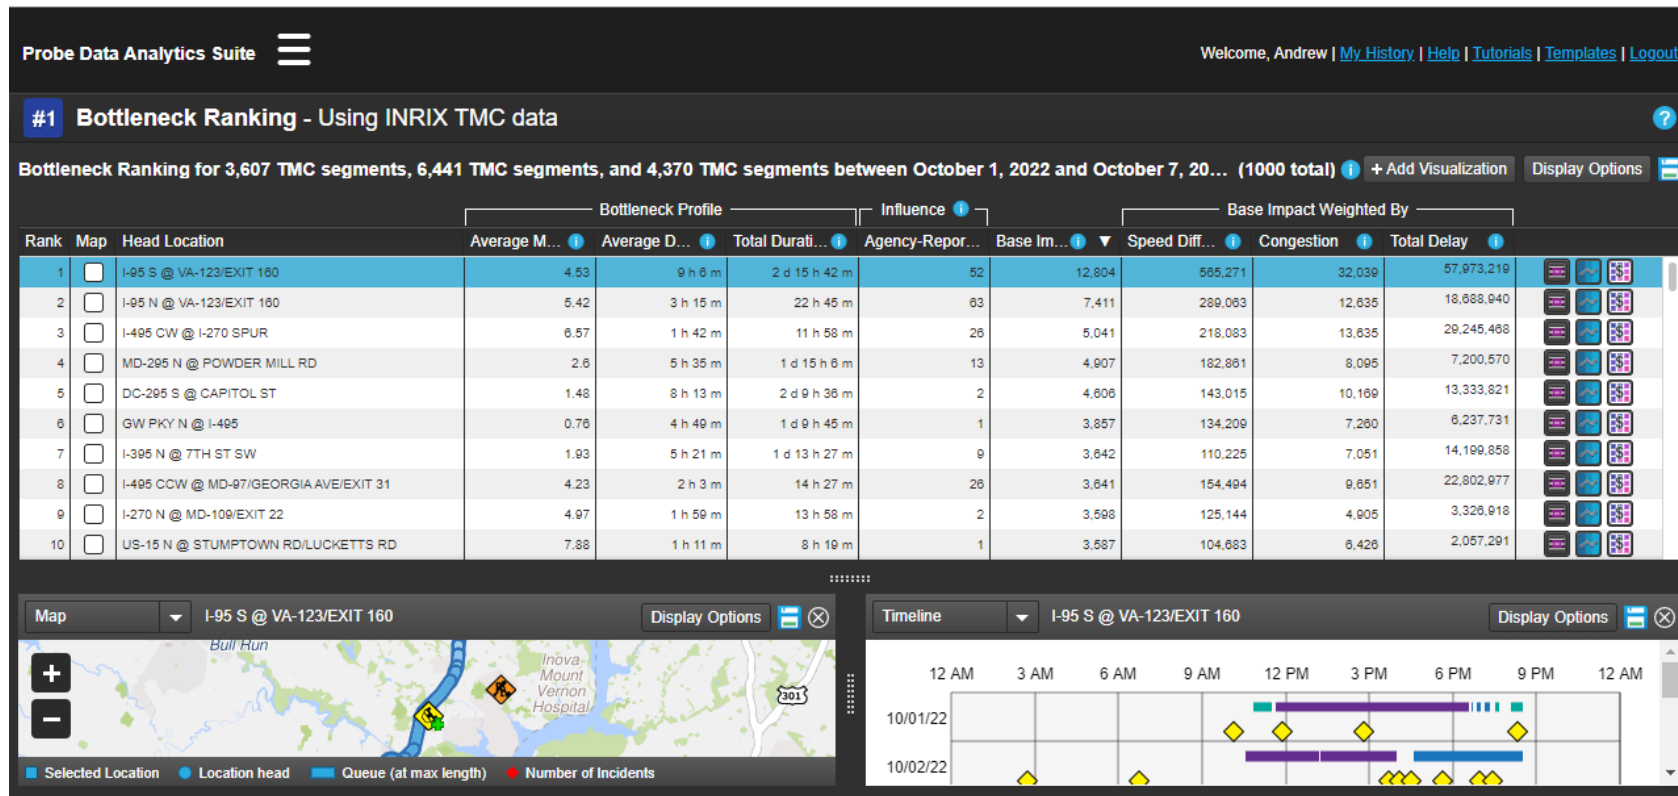 Probe Data Analytics Suite
Welcome, Andrew | My History | Help | Tutorials | Templates | Logout
#1 Bottleneck Ranking - Using INRIX TMC data ?
Bottleneck Ranking for 3,607 TMC segments, 6,441 TMC segments, and 4,370 TMC segments between October 1, 2022 and October 7, 20... (1000 total) i + Add Visualization Display Options
Bottleneck Profile Influence i Base Impact Weighted By
Rank Map Head Location Average M... i Average D... i Total Durati... i Agency-Repor... Base Im... i ▼ Speed Diff... i Congestion i Total Delay i
1 I-95 S @ VA-123/EXIT 160 4.53 9 h 6 m 2 d 15 h 42 m 52 12,804 565,271 32,039 57,973,219 $
2 I-95 N @ VA-123/EXIT 160 5.42 3 h 15 m 22 h 45 m 63 7,411 289,063 12,635 18,688,940 $
3 I-495 CW @ I-270 SPUR 6.57 1 h 42 m 11 h 58 m 26 5,041 218,083 13,635 29,245,468 $
4 MD-295 N @ POWDER MILL RD 2.6 5 h 35 m 1 d 15 h 6 m 13 4,907 182,861 8,095 7,200,570 $
5 DC-295 S @ CAPITOL ST 1.48 8 h 13 m 2 d 9 h 36 m 2 4,606 143,015 10,169 13,333,821 $
6 GW PKY N @ I-495 0.76 4 h 49 m 1 d 9 h 45 m 1 3,857 134,209 7,260 6,237,731 $
7 I-395 N @ 7TH ST SW 1.93 5 h 21 m 1 d 13 h 27 m 9 3,642 110,225 7,051 14,199,858 $
8 I-495 CCW @ MD-97/GEORGIA AVE/EXIT 31 4.23 2 h 3 m 14 h 27 m 26 3,641 154,494 9,651 22,802,977 $
9 I-270 N @ MD-109/EXIT 22 4.97 1 h 59 m 13 h 58 m 2 3,598 125,144 4,905 3,326,918 $
10 US-15 N @ STUMPTOWN RD/LUCKETTS RD 7.88 1 h 11 m 8 h 19 m 1 3,587 104,683 6,426 2,057,291 $
Map I-95 S @ VA-123/EXIT 160 Display Options
Bull Run
Inova
Mount
Vernon
Hospital
301
+
−
Selected Location Location head Queue (at max length) Number of Incidents
Timeline I-95 S @ VA-123/EXIT 160 Display Options
12 AM 3 AM 6 AM 9 AM 12 PM 3 PM 6 PM 9 PM 12 AM
10/01/22
10/02/22